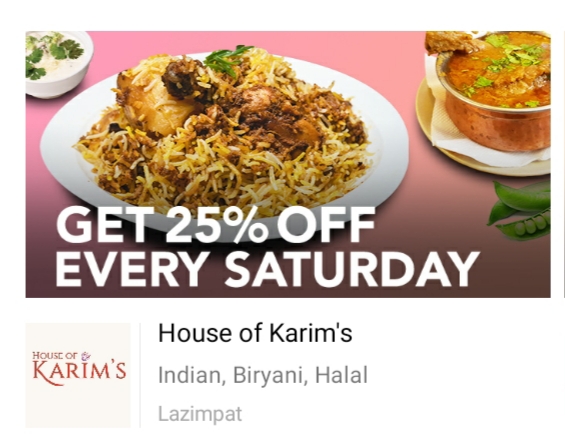 GET 25% OFF
EVERY SATURDAY
HOUSE OF
KARIM'S
House of Karim's
Indian, Biryani, Halal
Lazimpat